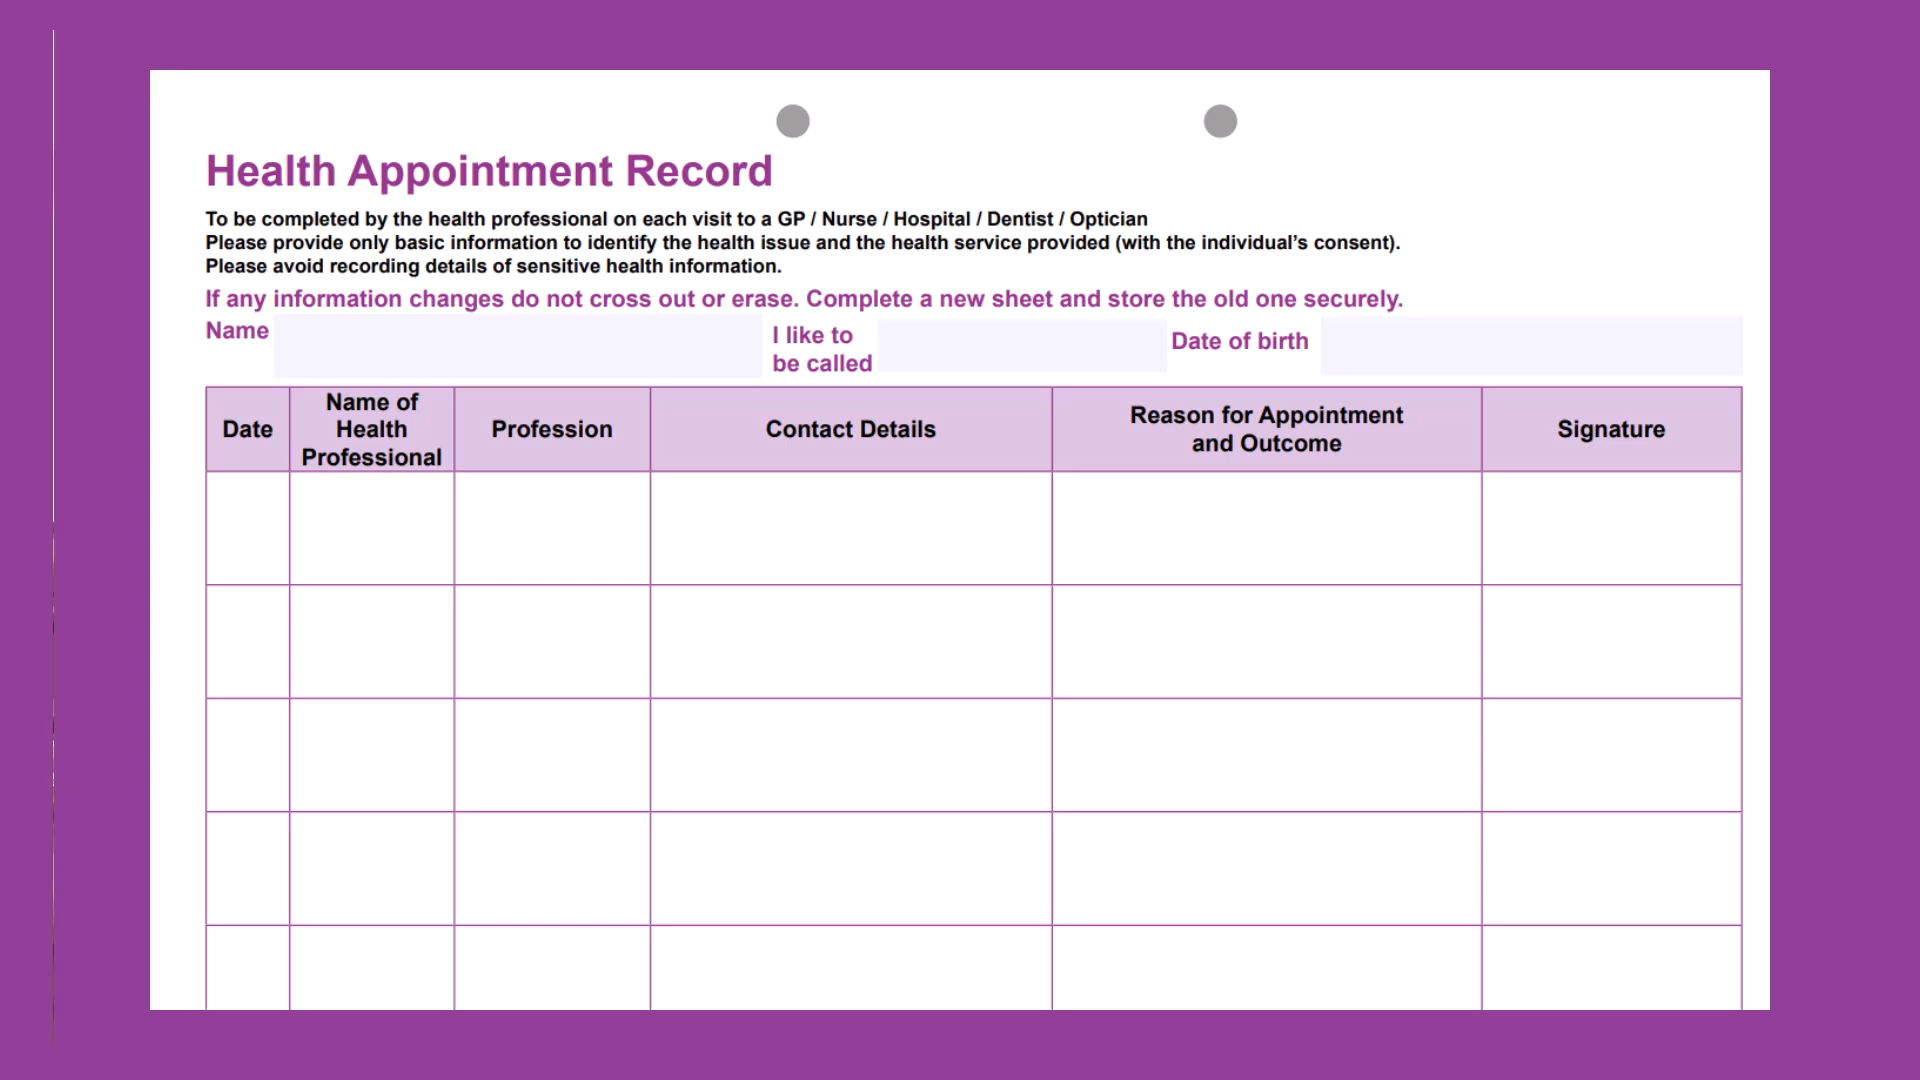 Health Appointment Record
To be completed by the health professional on each visit to a GP / Nurse / Hospital / Dentist / Optician
Please provide only basic information to identify the health issue and the health service provided (with the individual’s consent).
Please avoid recording details of sensitive health information.
If any information changes do not cross out or erase. Complete a new sheet and store the old one securely.
Name
I like to
be called
Date of birth
Date
Name of
Health
Professional
Profession
Contact Details
Reason for Appointment
and Outcome
Signature